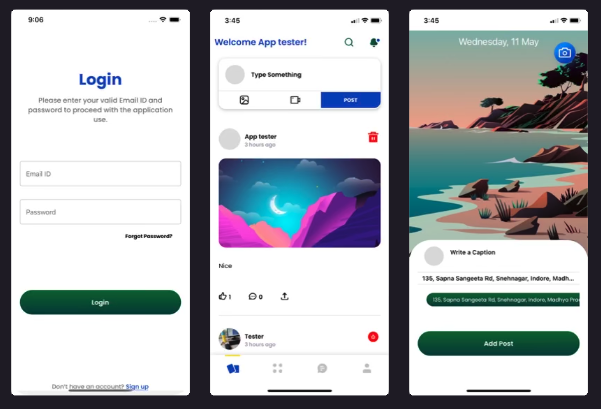 9:06
Login
Please enter your valid Email ID and
password to proceed with the application
use.
Email ID
Password
Forgot Password?
Login
Don't have an account? Sign up
3:45
Welcome App tester!
Type Something
POST
App tester
3 hours ago
Nice
1
0
Tester
3 hours ago
3:45
Wednesday, 11 May
Write a Caption
135, Sapna Sangeeta Rd, Snehnagar, Indore, Madh...
135, Sapna Sangeeta Rd, Snehnagar, Indore, Madhya Prac
Add Post